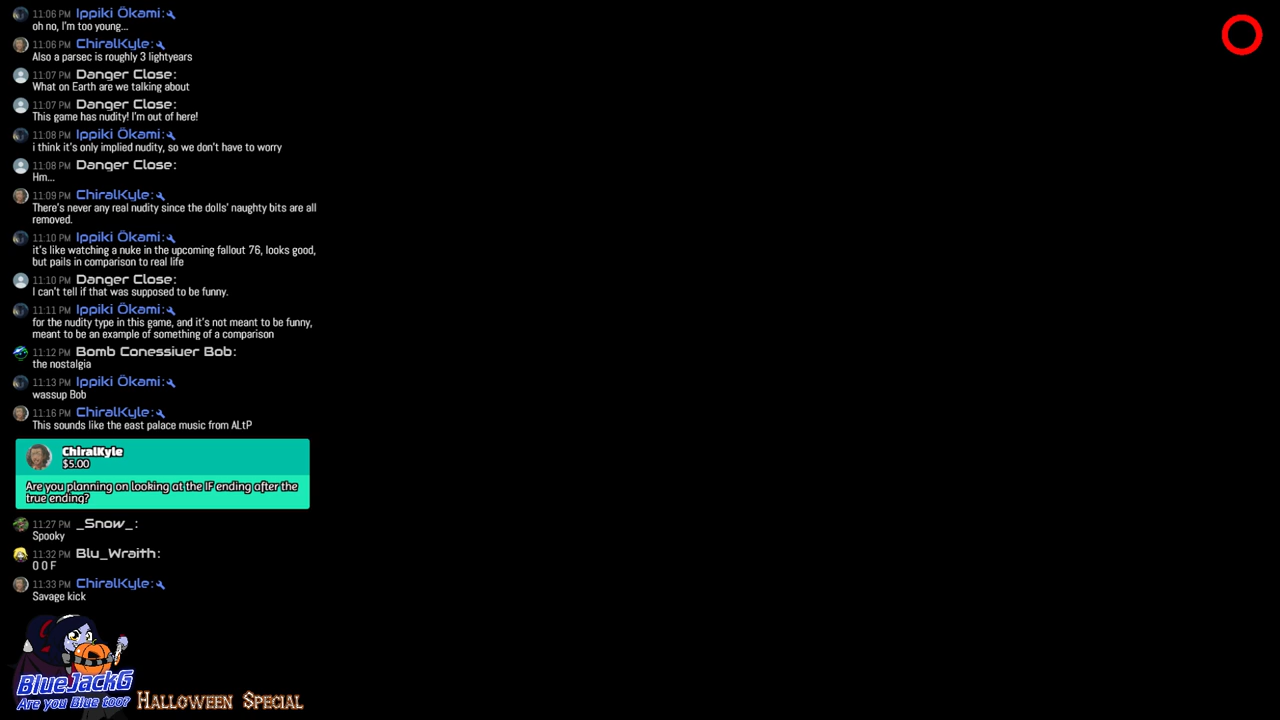 11:06 PM Ippiki Ökami:
oh no, I'm too young...
11:06 PM ChiralKyle:
Also a parsec is roughly 3 lightyears
11:07 PM Danger Close:
What on Earth are we talking about
11:07 PM Danger Close:
This game has nudity! I'm out of here!
11:08 PM Ippiki Ökami:
i think it's only implied nudity, so we don't have to worry
11:08 PM Danger Close:
Hm...
11:09 PM ChiralKyle:
There's never any real nudity since the dolls' naughty bits are all
removed.
11:10 PM Ippiki Ökami:
it's like watching a nuke in the upcoming fallout 76, looks good,
but pails in comparison to real life
11:10 PM Danger Close:
I can't tell if that was supposed to be funny.
11:11 PM Ippiki Ökami:
for the nudity type in this game, and it's not meant to be funny,
meant to be an example of something of a comparison
11:12 PM Bomb Conessiuer Bob:
the nostalgia
11:13 PM Ippiki Ökami:
wassup Bob
11:16 PM ChiralKyle:
This sounds like the east palace music from ALtP
ChiralKyle
$5.00
Are you planning on looking at the IF ending after the
true ending?
11:27 PM _Snow_:
Spooky
11:32 PM Blu_Wraith:
O O F
11:33 PM ChiralKyle:
Savage kick
BlueJackG
Are you Blue too?
Halloween Special